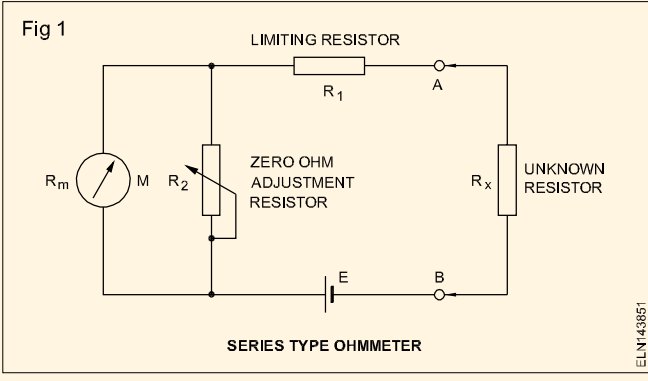 Fig 1
LIMITING RESISTOR
R1
A
Rm
M
R2
ZERO OHM
ADJUSTMENT
RESISTOR
Rx
UNKNOWN
RESISTOR
E
B
SERIES TYPE OHMMETER
ELN143851